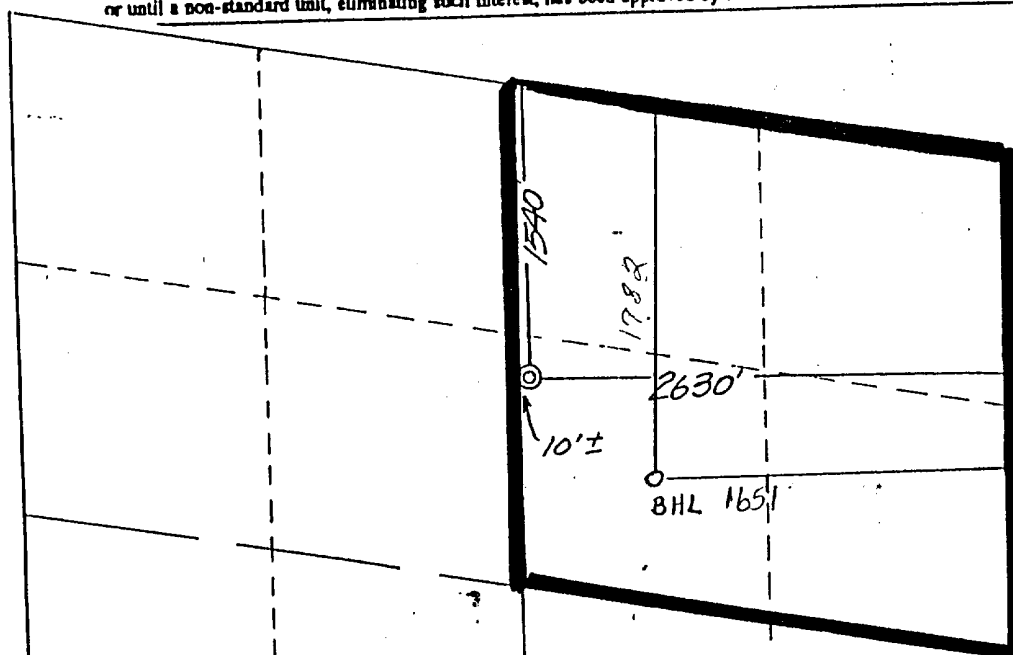 or until a non-standard unit, eliminating such interest, has been approved by
1540'
1782'
2630'
10'±
BHL 1651